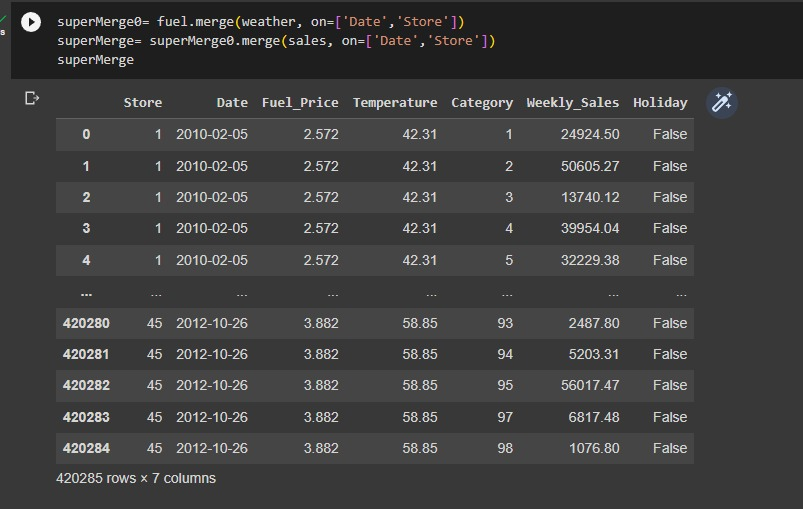 superMerge0= fuel.merge(weather, on=['Date','Store'])
superMerge= superMerge0.merge(sales, on=['Date','Store'])
superMerge
s
Store Date Fuel_Price Temperature Category Weekly_Sales Holiday
0 1 2010-02-05 2.572 42.31 1 24924.50 False
1 1 2010-02-05 2.572 42.31 2 50605.27 False
2 1 2010-02-05 2.572 42.31 3 13740.12 False
3 1 2010-02-05 2.572 42.31 4 39954.04 False
4 1 2010-02-05 2.572 42.31 5 32229.38 False
... ... ... ... ... ... ... ...
420280 45 2012-10-26 3.882 58.85 93 2487.80 False
420281 45 2012-10-26 3.882 58.85 94 5203.31 False
420282 45 2012-10-26 3.882 58.85 95 56017.47 False
420283 45 2012-10-26 3.882 58.85 97 6817.48 False
420284 45 2012-10-26 3.882 58.85 98 1076.80 False
420285 rows × 7 columns